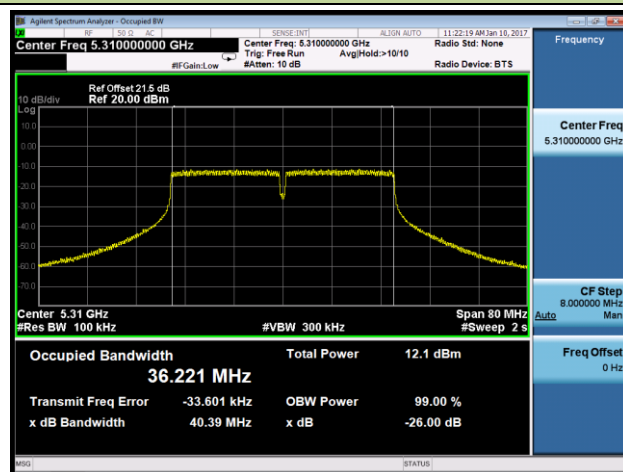 Agilent Spectrum Analyzer - Occupied BW
RF 50 Ω AC SENSE:INT ALIGN AUTO 11:22:19 AM Jan 10, 2017
Center Freq 5.310000000 GHz Center Freq: 5.310000000 GHz Radio Std: None
Trig: Free Run Avg|Hold:>10/10
#IFGain:Low #Atten: 10 dB Radio Device: BTS
Ref Offset 21.5 dB
10 dB/div Ref 20.00 dBm
Log
10.0
0.00
-10.0
-20.0
-30.0
-40.0
-50.0
-60.0
-70.0
Center 5.31 GHz Span 80 MHz
#Res BW 100 kHz #VBW 300 kHz #Sweep 2 s
Occupied Bandwidth Total Power 12.1 dBm
36.221 MHz
Transmit Freq Error -33.601 kHz OBW Power 99.00 %
x dB Bandwidth 40.39 MHz x dB -26.00 dB
MSG STATUS
Frequency
Center Freq
5.310000000 GHz
CF Step
8.000000 MHz
Auto Man
Freq Offset
0 Hz